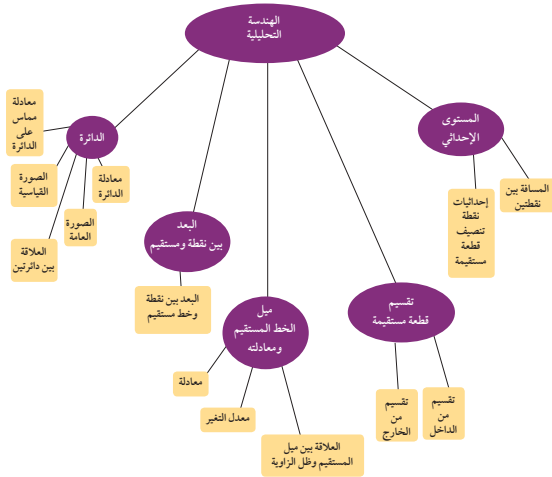 الهندسة
التحليلية
المستوى
الإحداثي
المسافة بين
نقطتين
إحداثيات
نقطة
تنصيف
قطعة
مستقيمة
تقسيم
قطعة مستقيمة
تقسيم
من
الداخل
تقسيم
من
الخارج
ميل
الخط المستقيم
ومعادلته
العلاقة بين ميل
المستقيم وظل الزاوية
معدل التغير
معادلة
البعد
بين نقطة ومستقيم
البعد بين نقطة
وخط مستقيم
الدائرة
معادلة
الدائرة
الصورة
العامة
العلاقة
بين دائرتين
الصورة
القياسية
معادلة
مماس
على
الدائرة